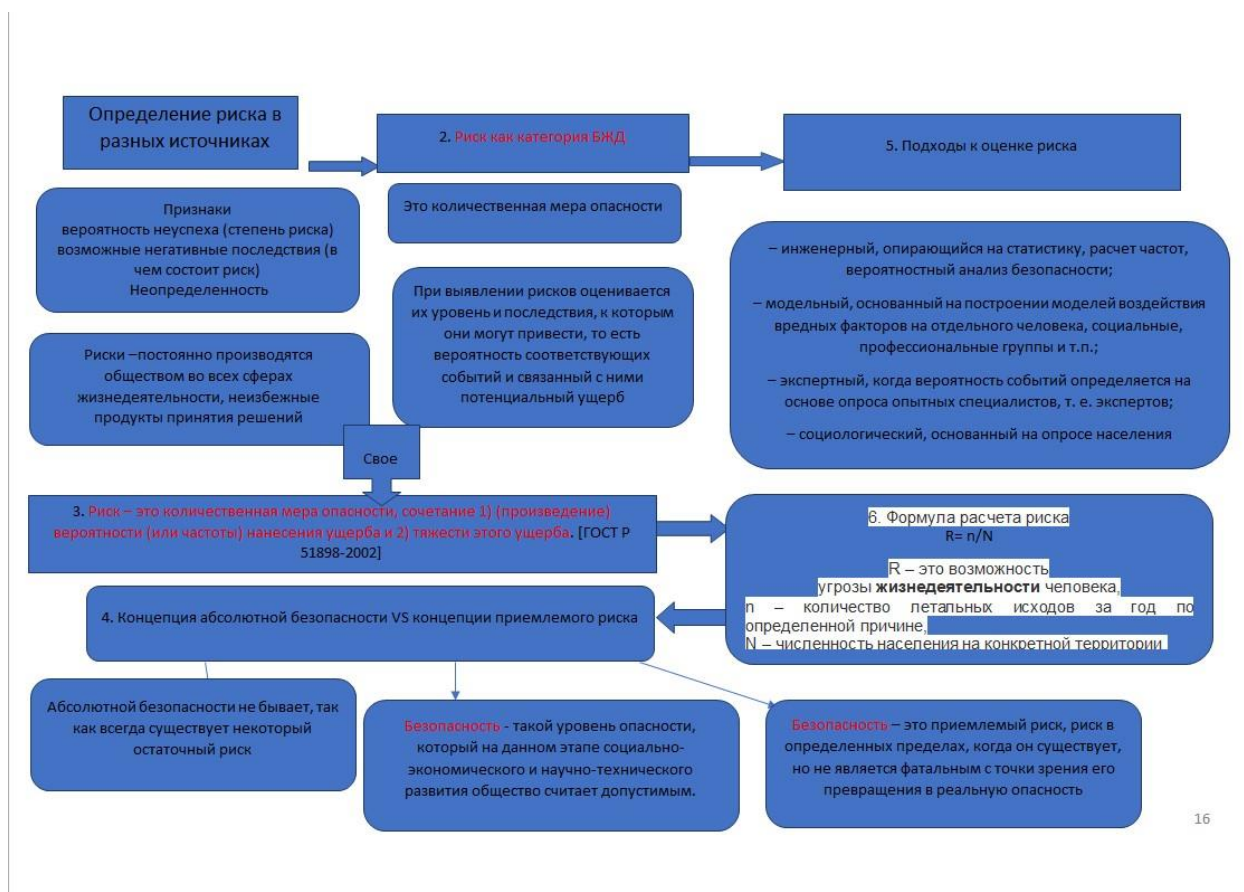 Определение риска в
разных источниках
2. Риск как категория БЖД
5. Подходы к оценке риска
Признаки
вероятность неуспеха (степень риска)
возможные негативные последствия (в
чем состоит риск)
Неопределенность
Это количественная мера опасности
– инженерный, опирающийся на статистику, расчет частот,
вероятностный анализ безопасности;
– модельный, основанный на построении моделей воздействия
вредных факторов на отдельного человека, социальные,
профессиональные группы и т.п.;
– экспертный, когда вероятность событий определяется на
основе опроса опытных специалистов, т. е. экспертов;
– социологический, основанный на опросе населения
При выявлении рисков оценивается
их уровень и последствия, к которым
они могут привести, то есть
вероятность соответствующих
событий и связанный с ними
потенциальный ущерб
Риски –постоянно производятся
обществом во всех сферах
жизнедеятельности, неизбежные
продукты принятия решений
Свое
3. Риск – это количественная мера опасности, сочетание 1) (произведение)
вероятности (или частоты) нанесения ущерба и 2) тяжести этого ущерба. [ГОСТ Р
51898-2002]
6. Формула расчета риска
R= n/N
R – это возможность
угрозы жизнедеятельности человека,
n – количество летальных исходов за год по
определенной причине,
N – численность населения на конкретной территории
4. Концепция абсолютной безопасности VS концепции приемлемого риска
Абсолютной безопасности не бывает, так
как всегда существует некоторый
остаточный риск
Безопасность - такой уровень опасности,
который на данном этапе социально-
экономического и научно-технического
развития общество считает допустимым.
Безопасность – это приемлемый риск, риск в
определенных пределах, когда он существует,
но не является фатальным с точки зрения его
превращения в реальную опасность
16